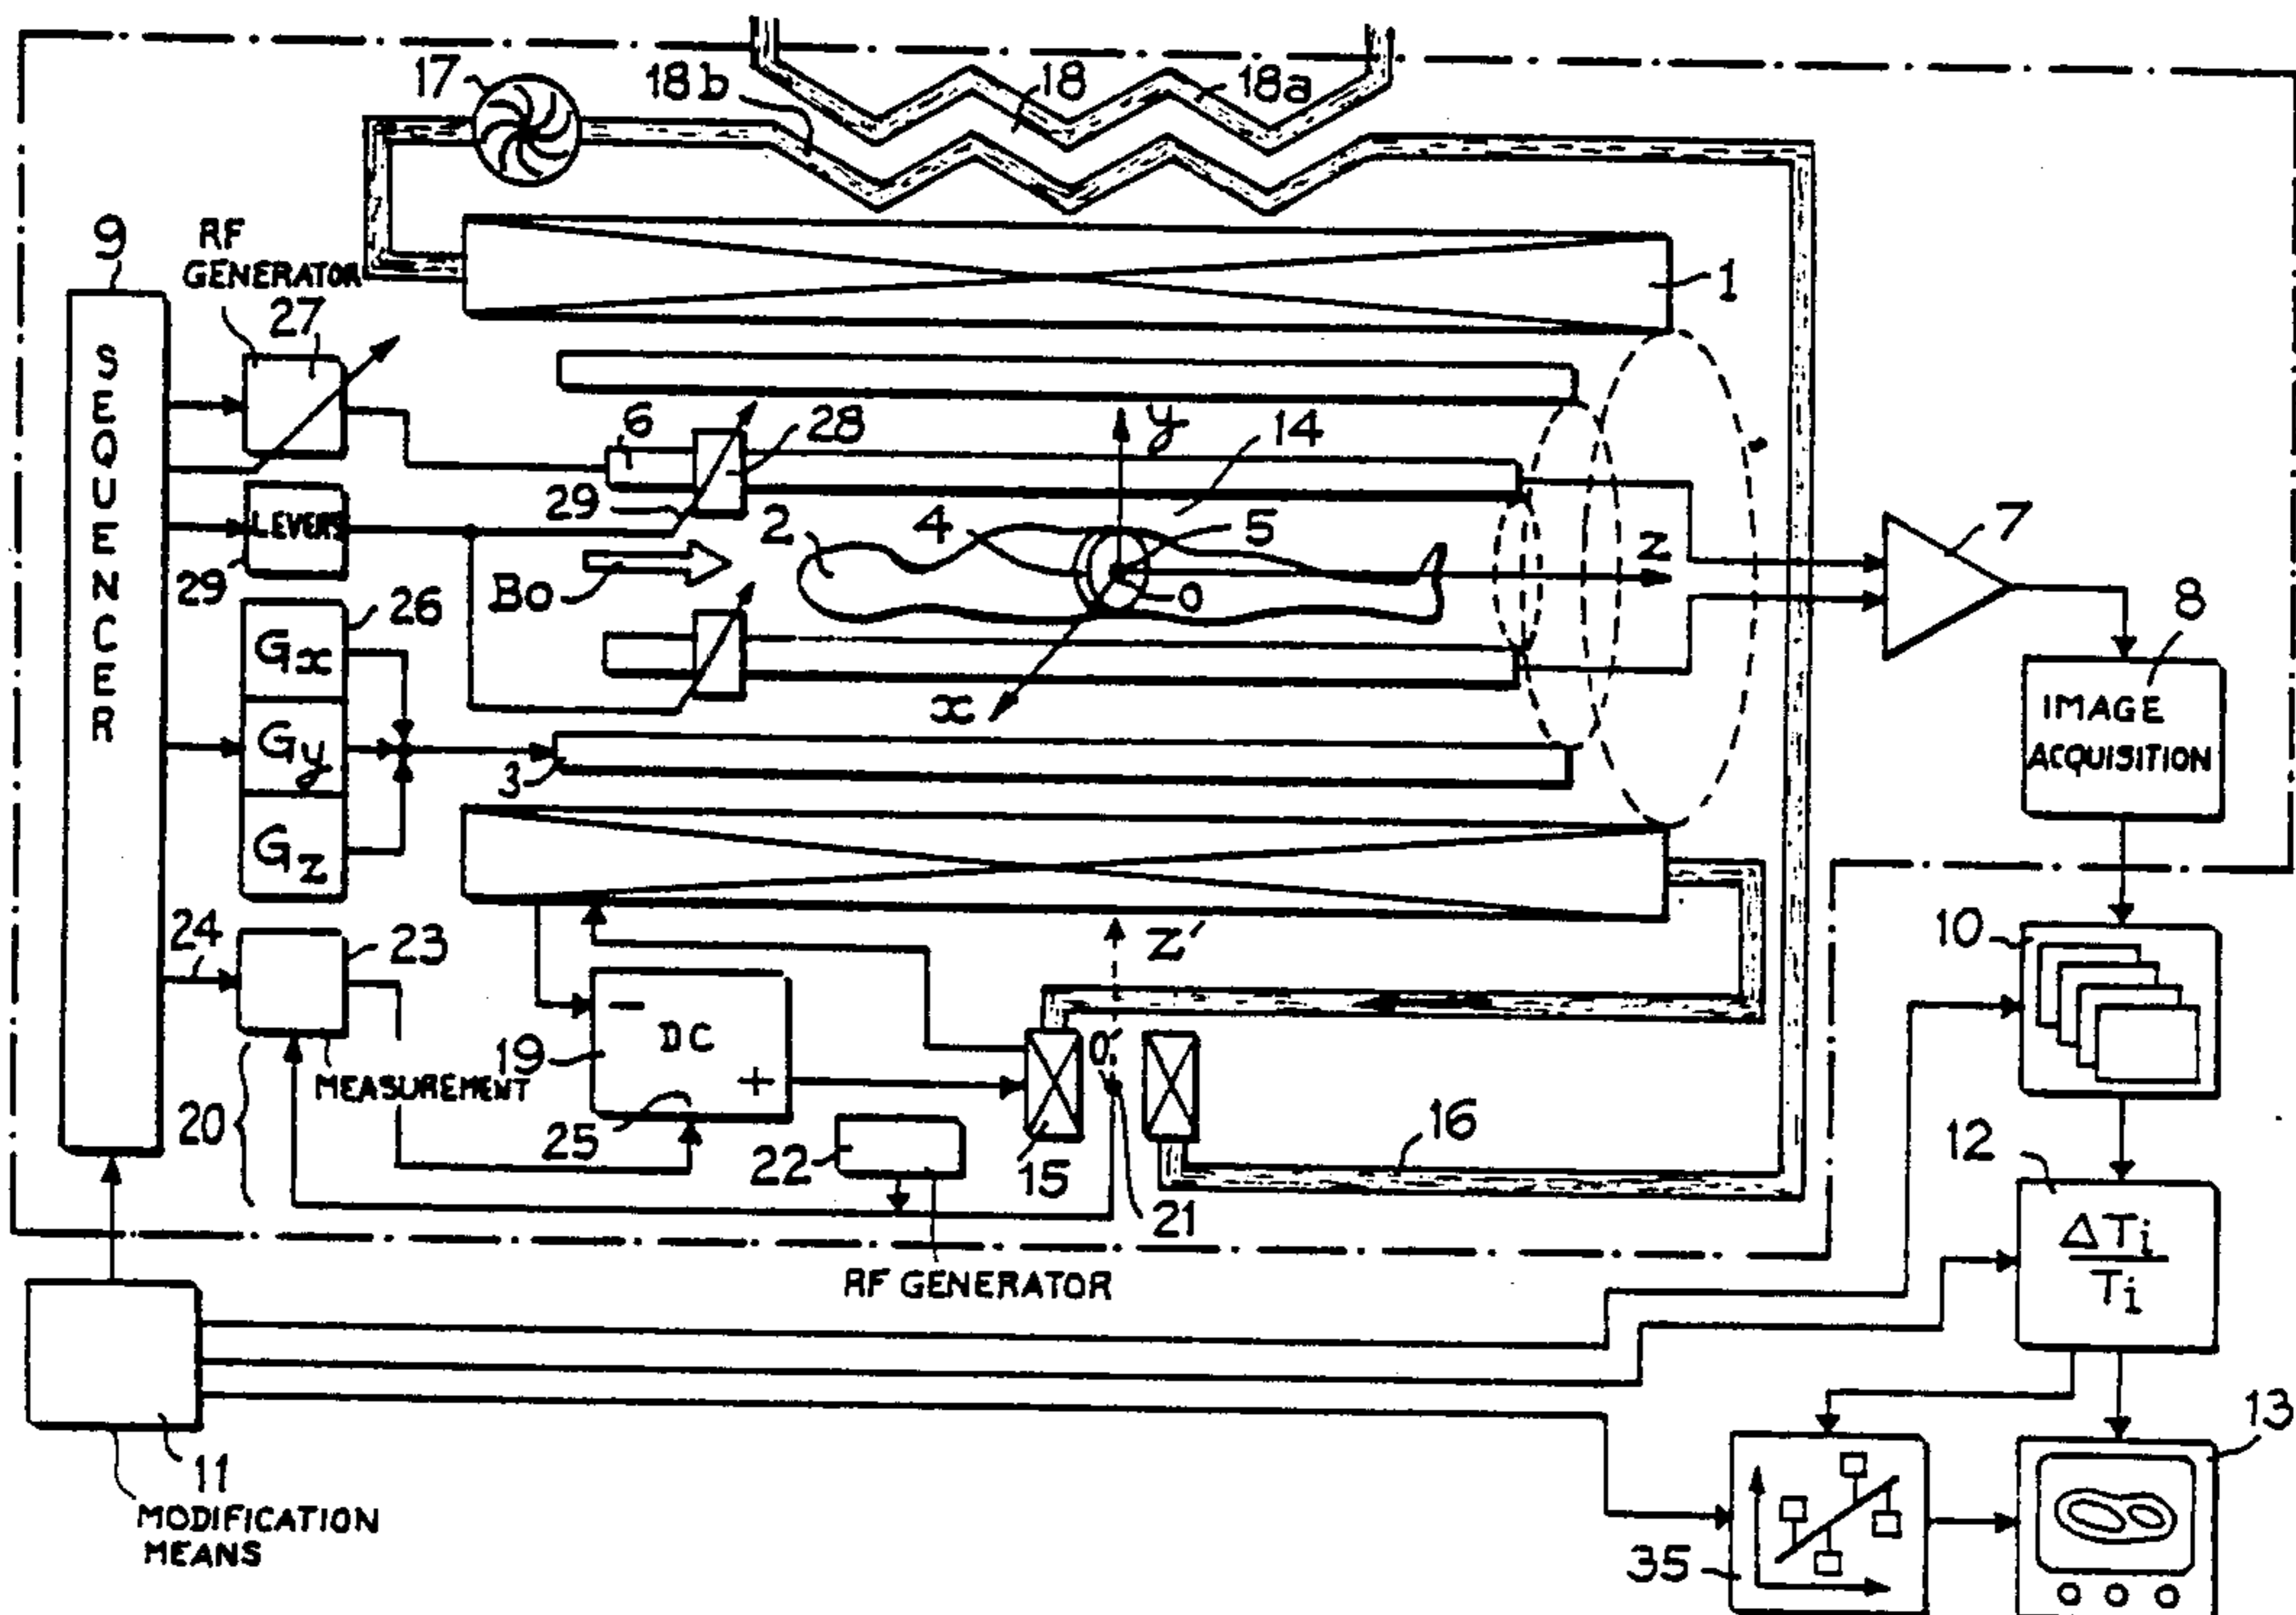 17
18b
18
18a
9
RF
GENERATOR
27
1
SEQUENCER
6
28
y
14
29
LEVERS
29
4
5
2
z
7
Bo
O
26
8
Gx
x
IMAGE
ACQUISITION
Gy
3
Gz
24
23
z'
10
19
−
DC
+
O'
MEASUREMENT
20
25
22
15
16
21
12
ΔTi
Ti
RF GENERATOR
11
MODIFICATION
MEANS
13
35